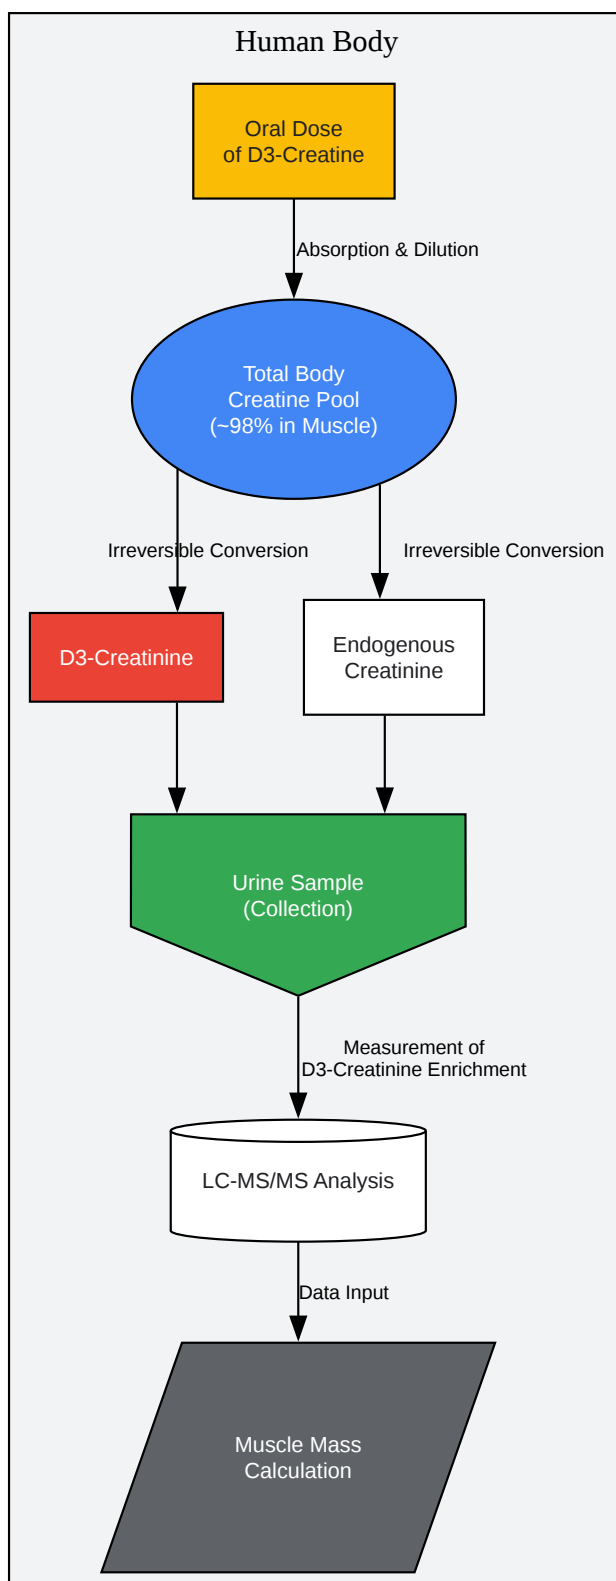 Human Body
Oral Dose
of D3-Creatine
Absorption & Dilution
Total Body
Creatine Pool
(~98% in Muscle)
Irreversible Conversion
Irreversible Conversion
D3-Creatinine
Endogenous
Creatinine
Urine Sample
(Collection)
Measurement of
D3-Creatinine Enrichment
LC-MS/MS Analysis
Data Input
Muscle Mass
Calculation